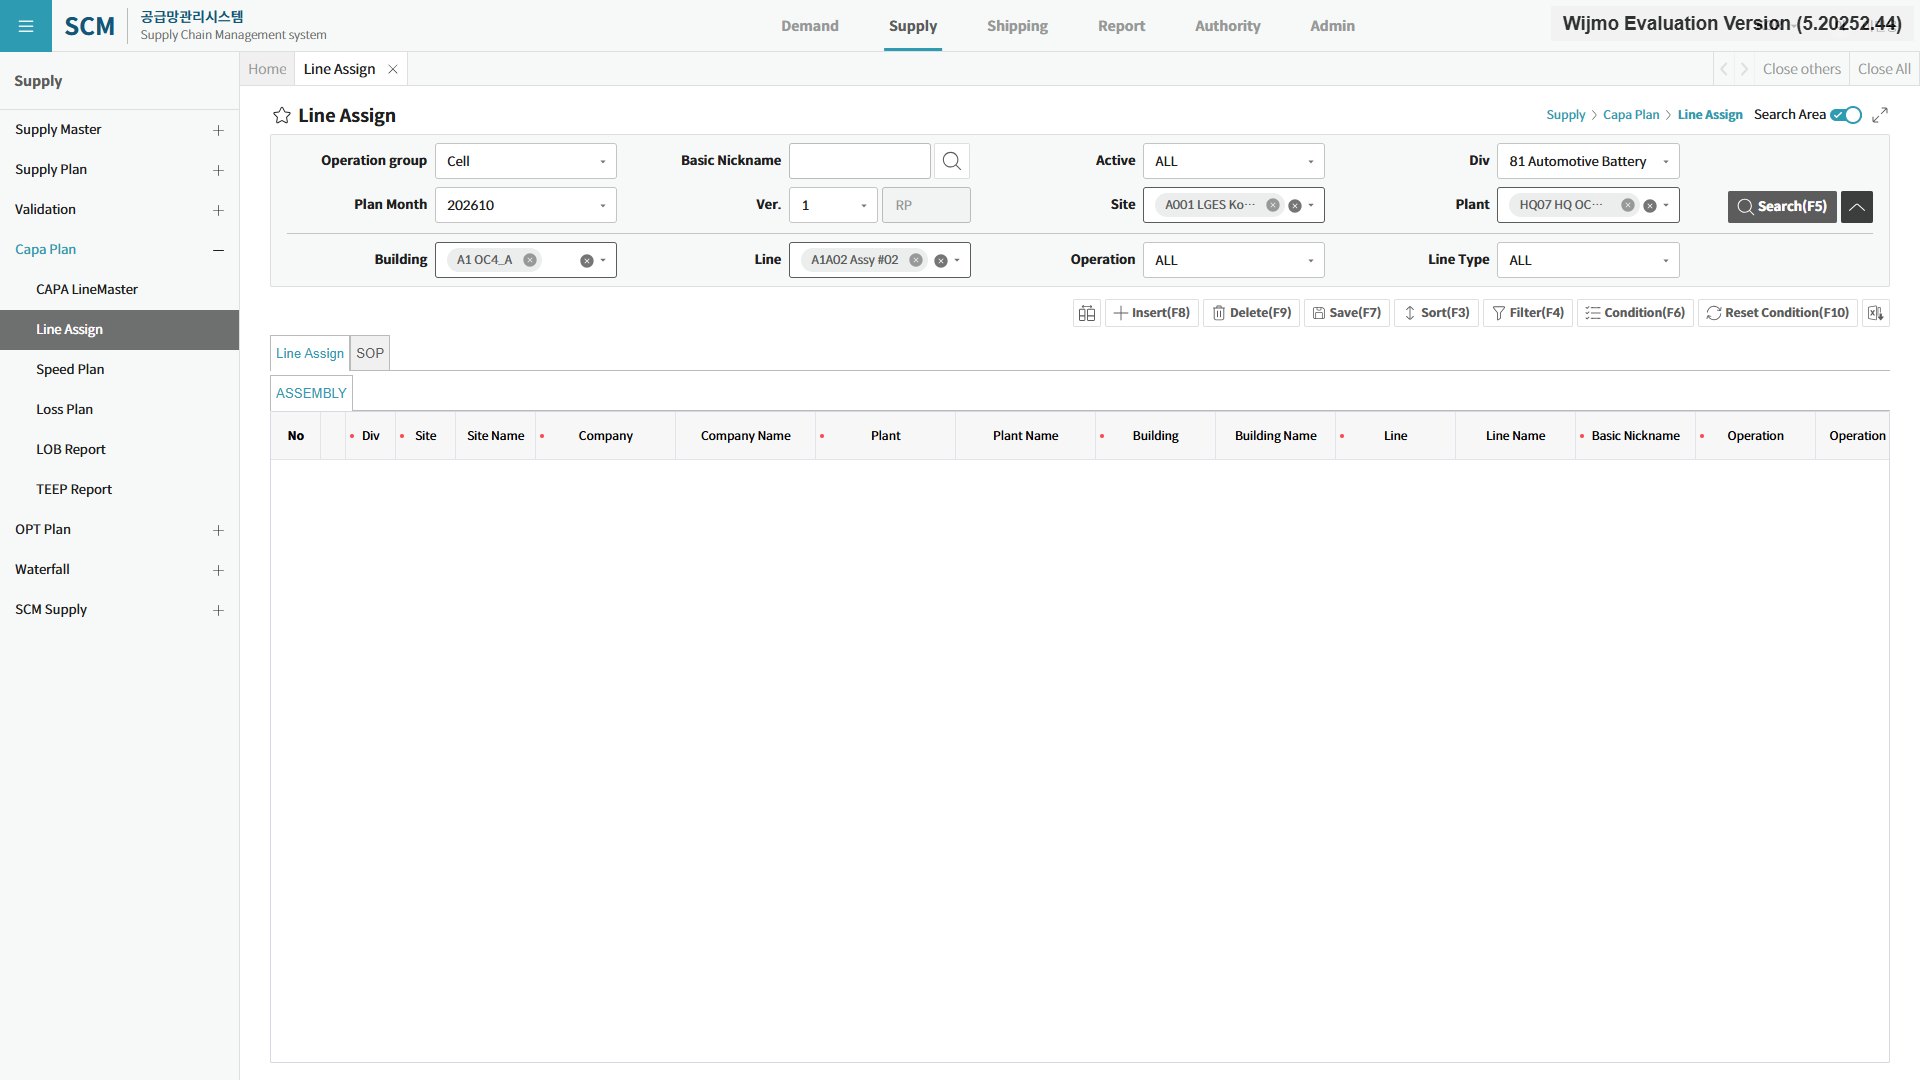 SCM
공급망관리시스템
Supply Chain Management system
Demand
Supply
Shipping
Report
Authority
Admin
Wijmo Evaluation Version (5.20252.44)
Supply
Home
Line Assign
Close others
Close All
Supply Master
Supply Plan
Validation
Capa Plan
CAPA LineMaster
Line Assign
Speed Plan
Loss Plan
LOB Report
TEEP Report
OPT Plan
Waterfall
SCM Supply
Line Assign
Supply > Capa Plan > Line Assign
Search Area
Operation group Cell
Basic Nickname
Active ALL
Div 81 Automotive Battery
Plan Month 202610
Ver. 1 RP
Site A001 LGES Ko···
Plant HQ07 HQ OC···
Search(F5)
Building A1 OC4_A
Line A1A02 Assy #02
Operation ALL
Line Type ALL
Insert(F8)
Delete(F9)
Save(F7)
Sort(F3)
Filter(F4)
Condition(F6)
Reset Condition(F10)
Line Assign
SOP
ASSEMBLY
No Div Site Site Name Company Company Name Plant Plant Name Building Building Name Line Line Name Basic Nickname Operation Operation